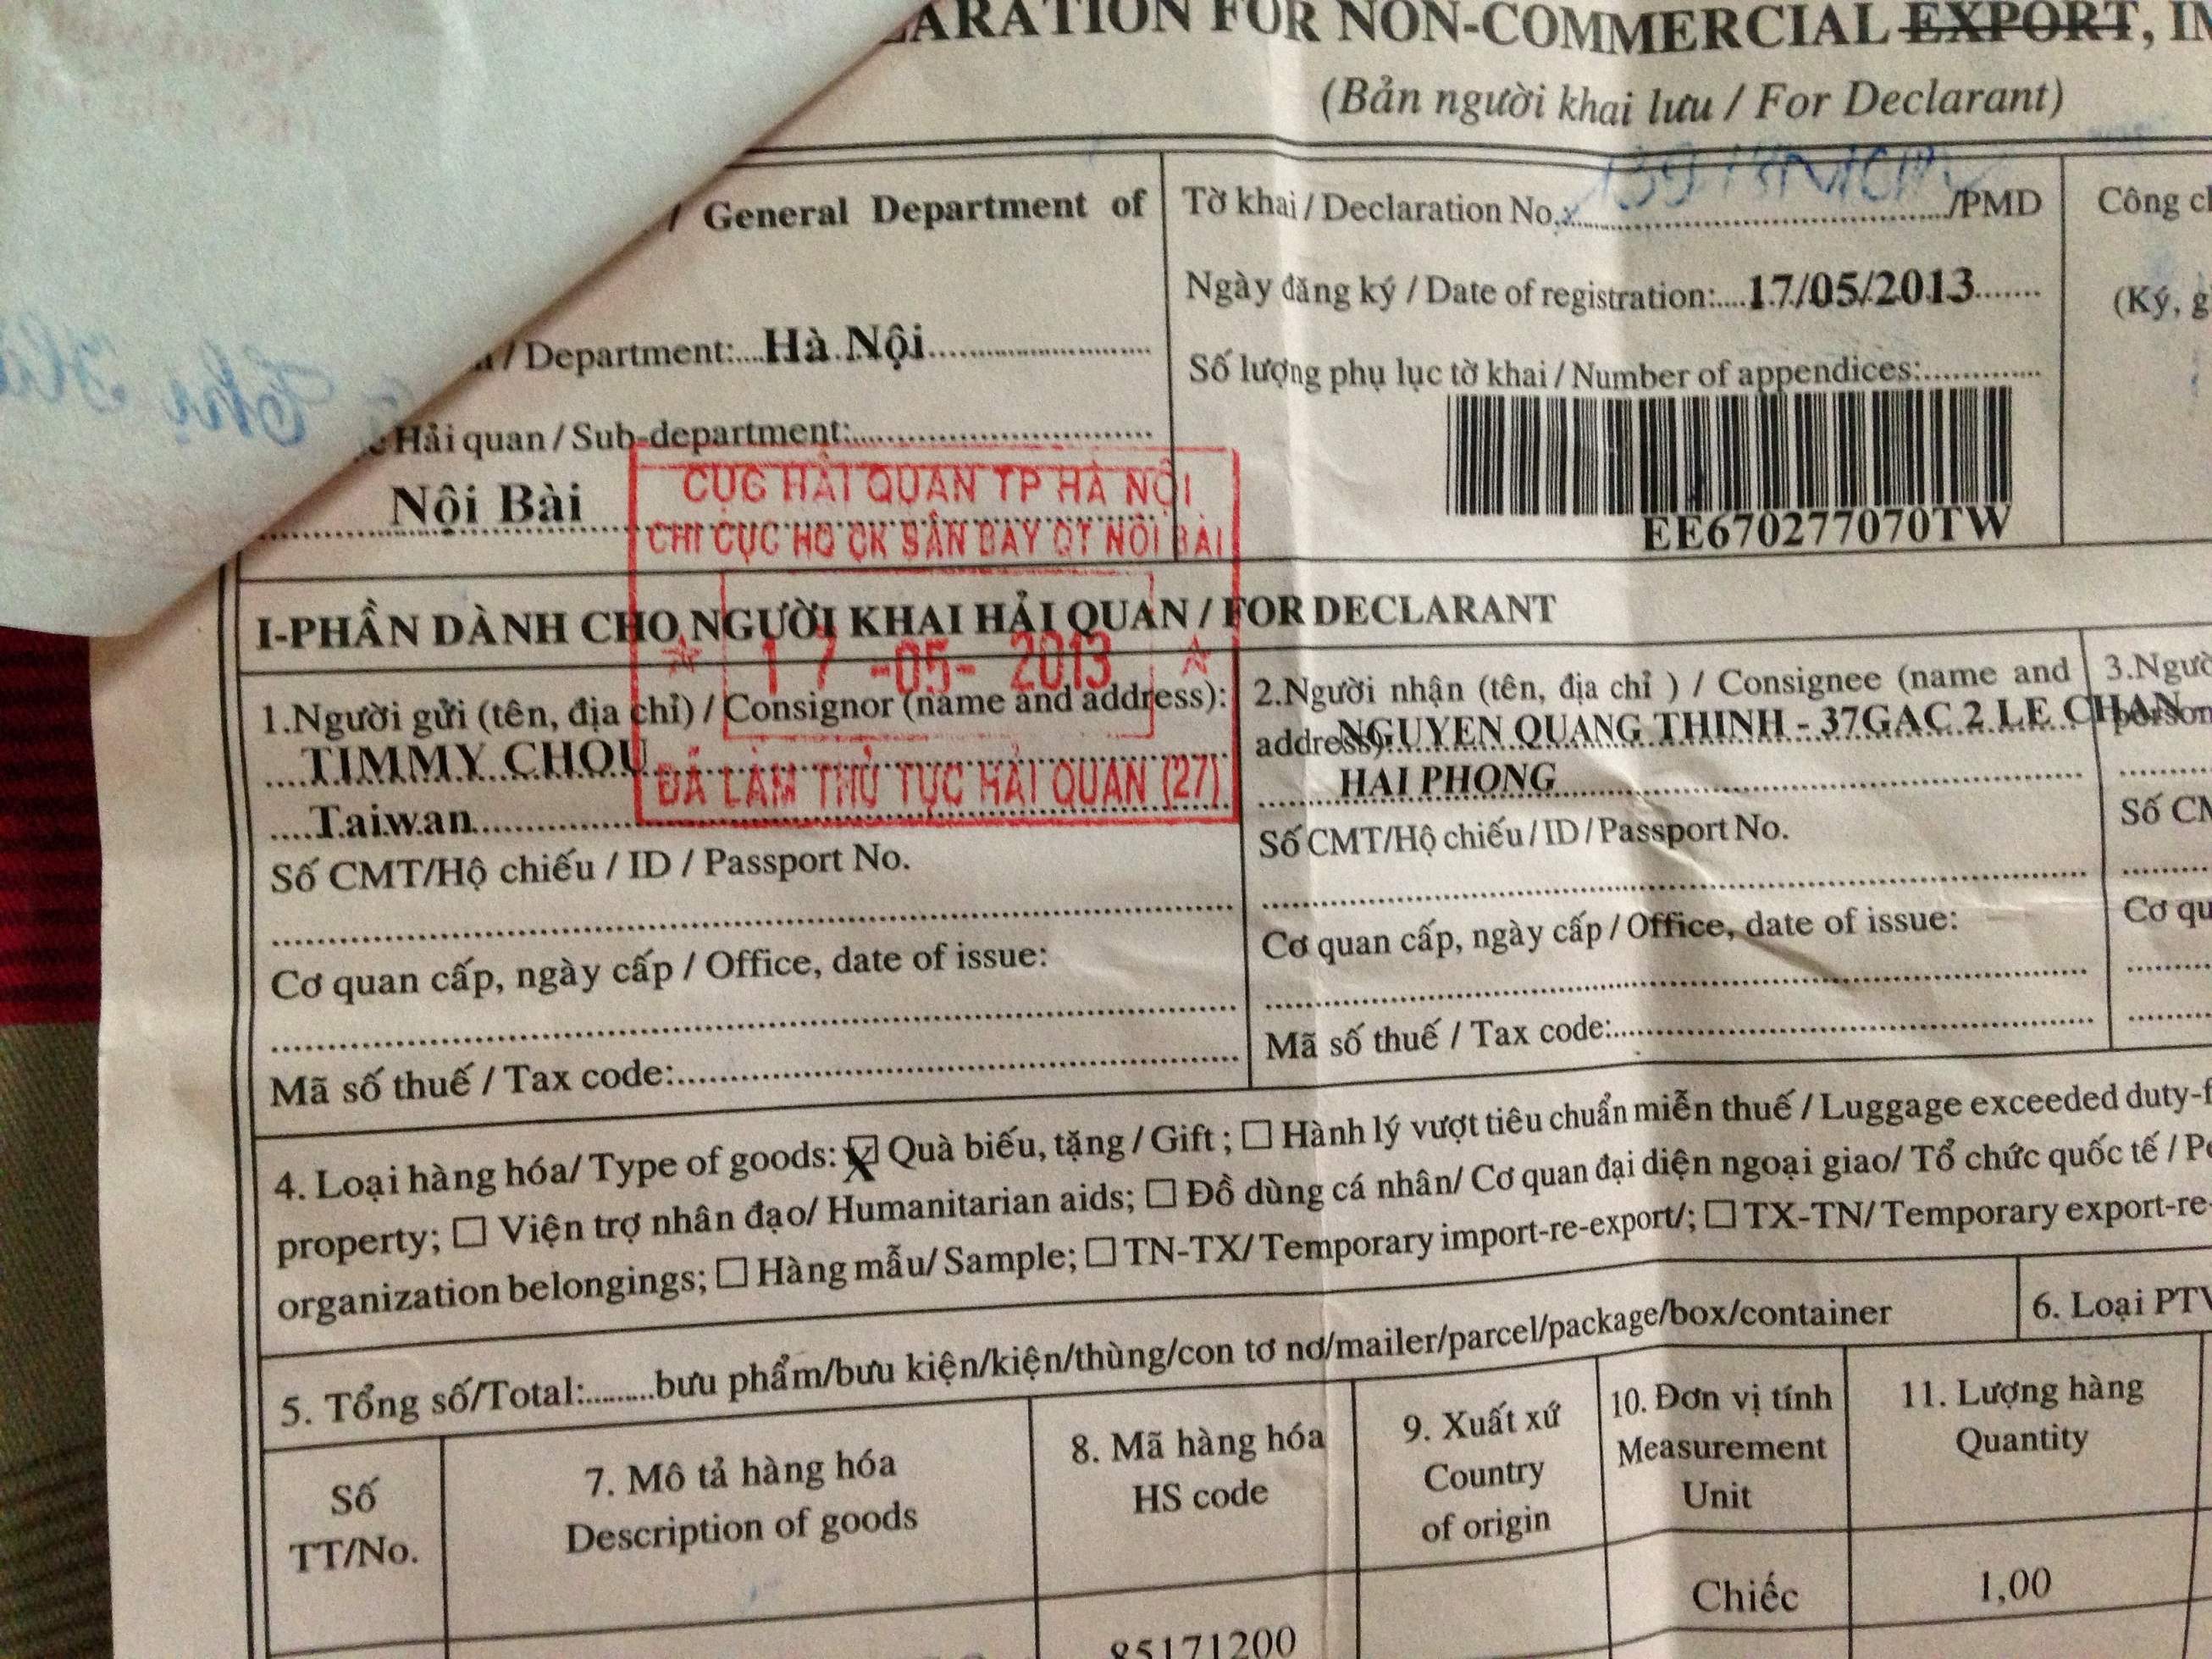 ARATION FOR NON-COMMERCIAL EXPORT,
(Bản người khai lưu / For Declarant)
/ General Department of
Tờ khai / Declaration No.: /PMD
Công
Ngày đăng ký / Date of registration: 17/05/2013
(Ký,
/ Department: Hà Nội
Số lượng phụ lục tờ khai / Number of appendices:
Hải quan / Sub-department:
Nội Bài
EE670277070TW
CỤC HẢI QUAN TP HÀ NỘI
CHI CỤC HQ CK SÂN BAY QT NỘI BÀI
17 -05- 2013
ĐÃ LÀM THỦ TỤC HẢI QUAN (27)
I-PHẦN DÀNH CHO NGƯỜI KHAI HẢI QUAN / FOR DECLARANT
1.Người gửi (tên, địa chỉ) / Consignor (name and address):
TIMMY CHOU
Taiwan
Số CMT/Hộ chiếu / ID / Passport No.
Cơ quan cấp, ngày cấp / Office, date of issue:
Mã số thuế / Tax code:
2.Người nhận (tên, địa chỉ ) / Consignee (name and
address): NGUYEN QUANG THINH - 37GAC 2 LE CHAN
HAI PHONG
Số CMT/Hộ chiếu / ID / Passport No.
Cơ quan cấp, ngày cấp / Office, date of issue:
Mã số thuế / Tax code:
3.Ngườ
person
Số CM
Cơ qu
4. Loại hàng hóa/ Type of goods: Quà biếu, tặng / Gift ; Hành lý vượt tiêu chuẩn miễn thuế / Luggage exceeded duty-f
property; Viện trợ nhân đạo/ Humanitarian aids; Đồ dùng cá nhân/ Cơ quan đại diện ngoại giao/ Tổ chức quốc tế / Pe
organization belongings; Hàng mẫu/ Sample; TN-TX/ Temporary import-re-export/; TX-TN/ Temporary export-re-
5. Tổng số/Total: bưu phẩm/bưu kiện/kiện/thùng/con tơ nơ/mailer/parcel/package/box/container
6. Loại PTV
Số
TT/No.
7. Mô tả hàng hóa
Description of goods
8. Mã hàng hóa
HS code
9. Xuất xứ
Country
of origin
10. Đơn vị tính
Measurement
Unit
11. Lượng hàng
Quantity
Chiếc
1,00
85171200